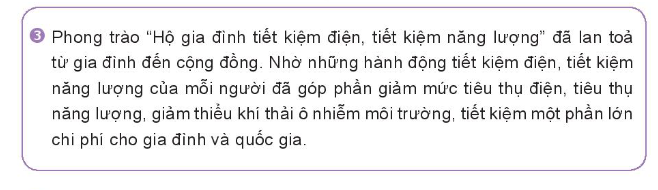 3 Phong trào “Hộ gia đình tiết kiệm điện, tiết kiệm năng lượng” đã lan toả
từ gia đình đến cộng đồng. Nhờ những hành động tiết kiệm điện, tiết kiệm
năng lượng của mỗi người đã góp phần giảm mức tiêu thụ điện, tiêu thụ
năng lượng, giảm thiểu khí thải ô nhiễm môi trường, tiết kiệm một phần lớn
chi phí cho gia đình và quốc gia.